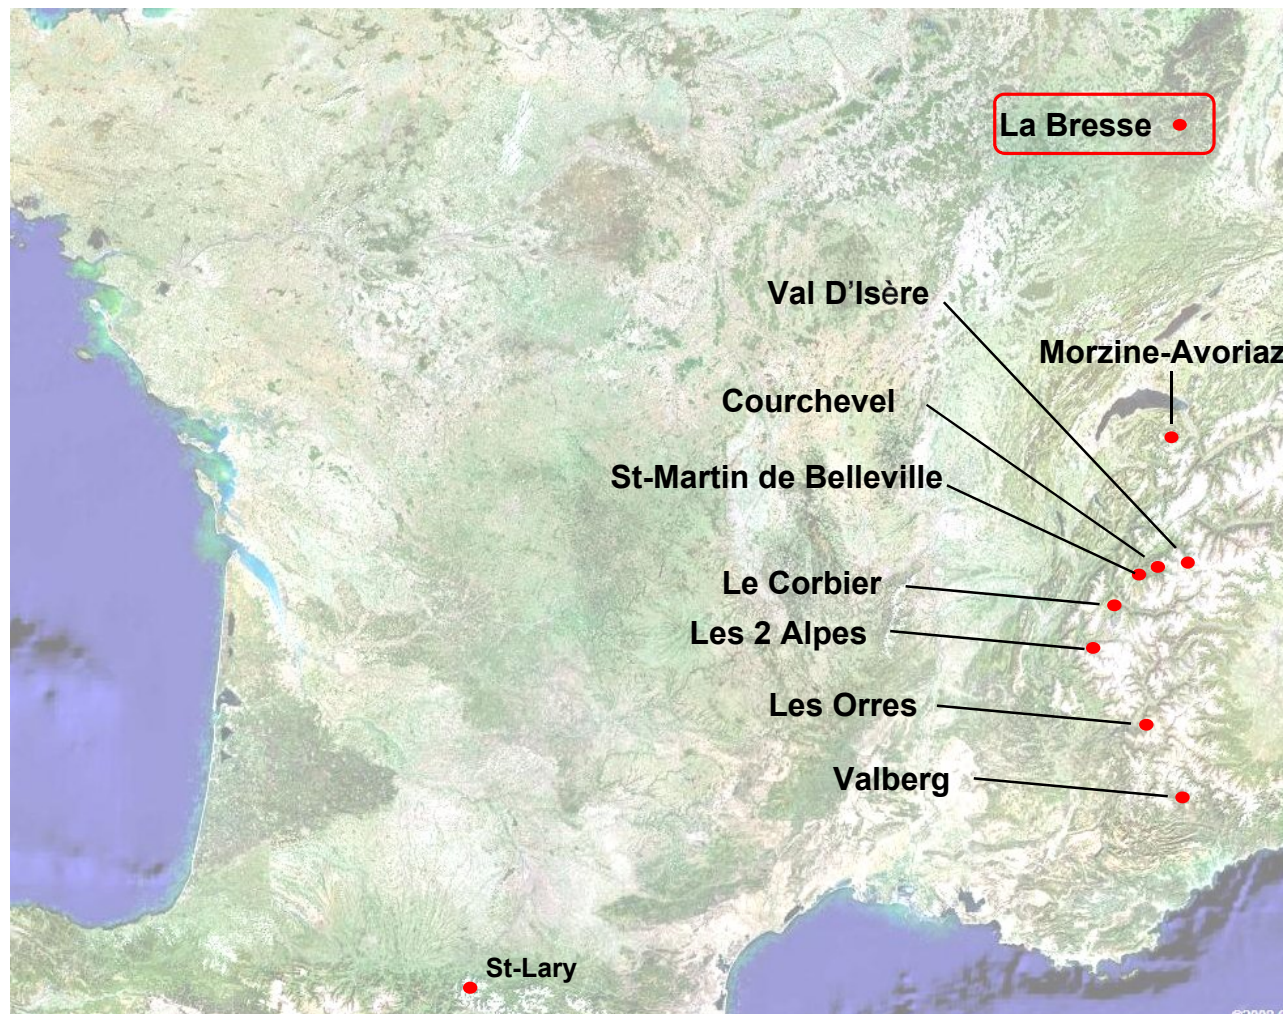 La Bresse
Val D'Isère
Morzine-Avoriaz
Courchevel
St-Martin de Belleville
Le Corbier
Les 2 Alpes
Les Orres
Valberg
St-Lary